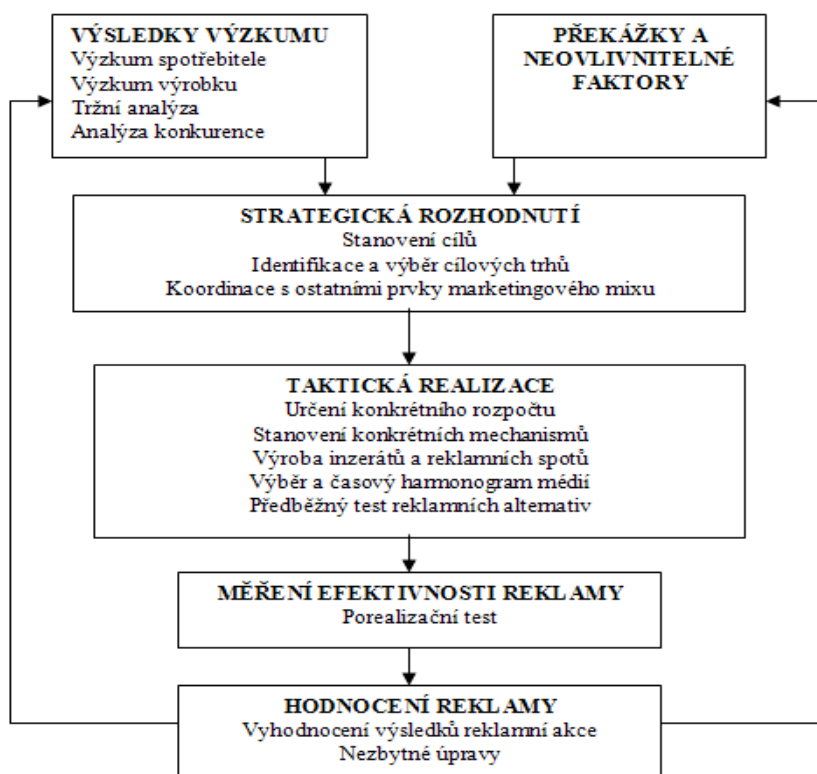 VÝSLEDKY VÝZKUMU
Výzkum spotřebitele
Výzkum výrobku
Tržní analýza
Analýza konkurence
PŘEKÁŽKY A
NEOVLIVNITELNÉ
FAKTORY
STRATEGICKÁ ROZHODNUTÍ
Stanovení cílů
Identifikace a výběr cílových trhů
Koordinace s ostatními prvky marketingového mixu
TAKTICKÁ REALIZACE
Určení konkrétního rozpočtu
Stanovení konkrétních mechanismů
Výroba inzerátů a reklamních spotů
Výběr a časový harmonogram médií
Předběžný test reklamních alternativ
MĚŘENÍ EFEKTIVNOSTI REKLAMY
Porealizační test
HODNOCENÍ REKLAMY
Vyhodnocení výsledků reklamní akce
Nezbytné úpravy